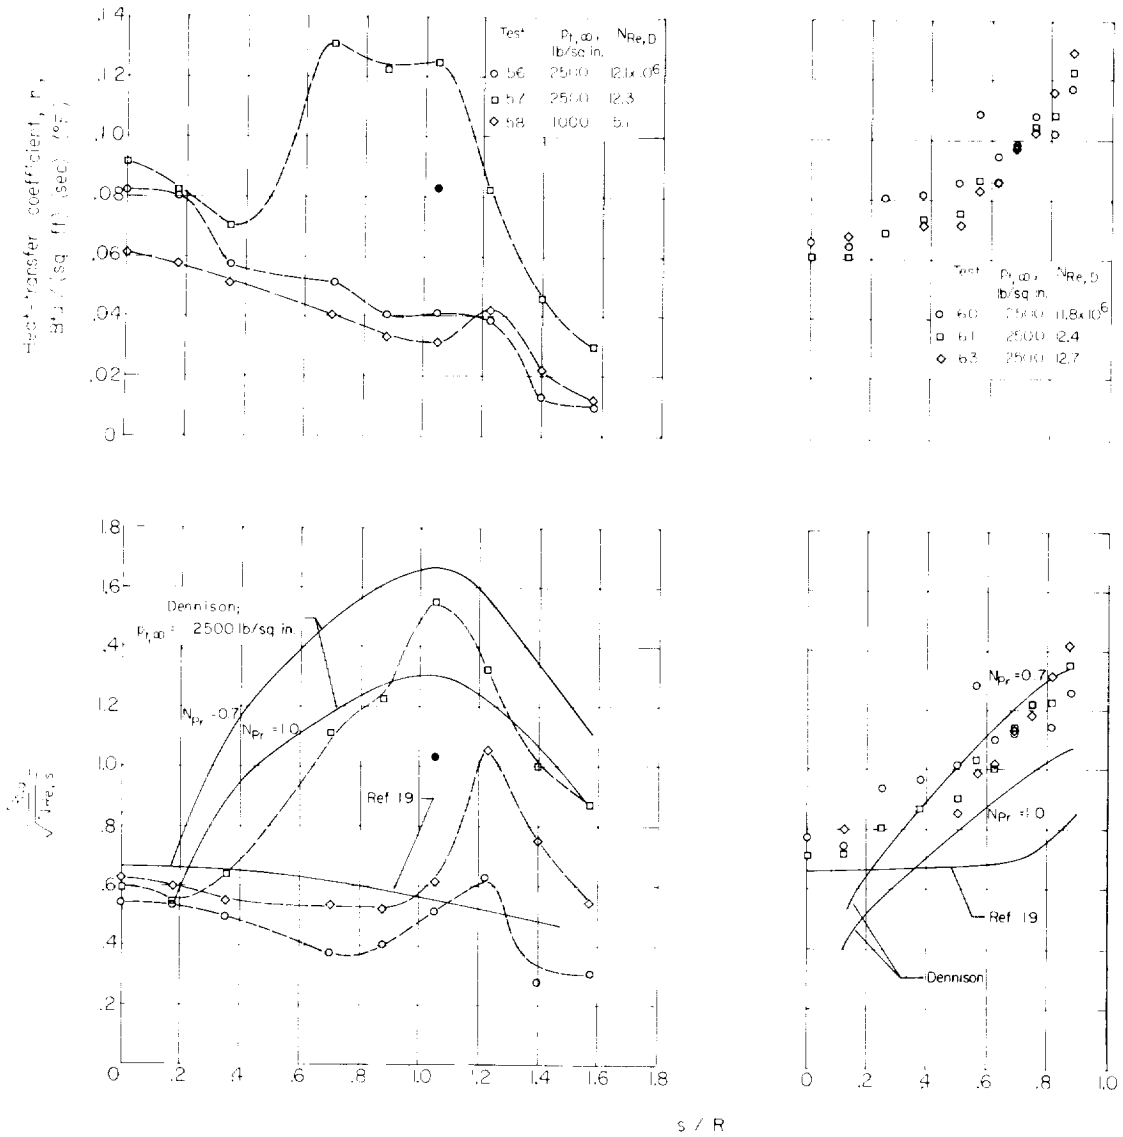 .14
.12
.10
.08
.06
.04
.02
0
Heat-transfer coefficient, h,
Btu/(sq ft) (sec) (°F)
Test pt,∞, NRe,D
lb/sq in.
56 2500 12.1x10⁶
57 2500 12.3
58 1000 5.1
Test pt,∞, NRe,D
lb/sq in.
60 2500 11.8x10⁶
61 2500 12.4
63 2500 12.7
1.8
1.6
1.4
1.2
1.0
.8
.6
.4
.2
0 .2 .4 .6 .8 1.0 1.2 1.4 1.6 1.8
Dennison;
pt,∞ = 2500 lb/sq in.
NPr = 0.7
NPr = 1.0
Ref 19
NPr = 0.7
NPr = 1.0
Ref 19
Dennison
0 .2 .4 .6 .8 1.0
s / R